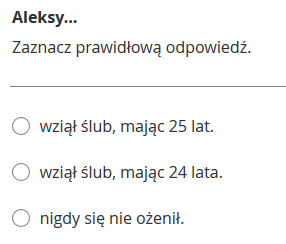 Aleksy...
Zaznacz prawidłową odpowiedź.
wziął ślub, mając 25 lat.
wziął ślub, mając 24 lata.
nigdy się nie ożenił.